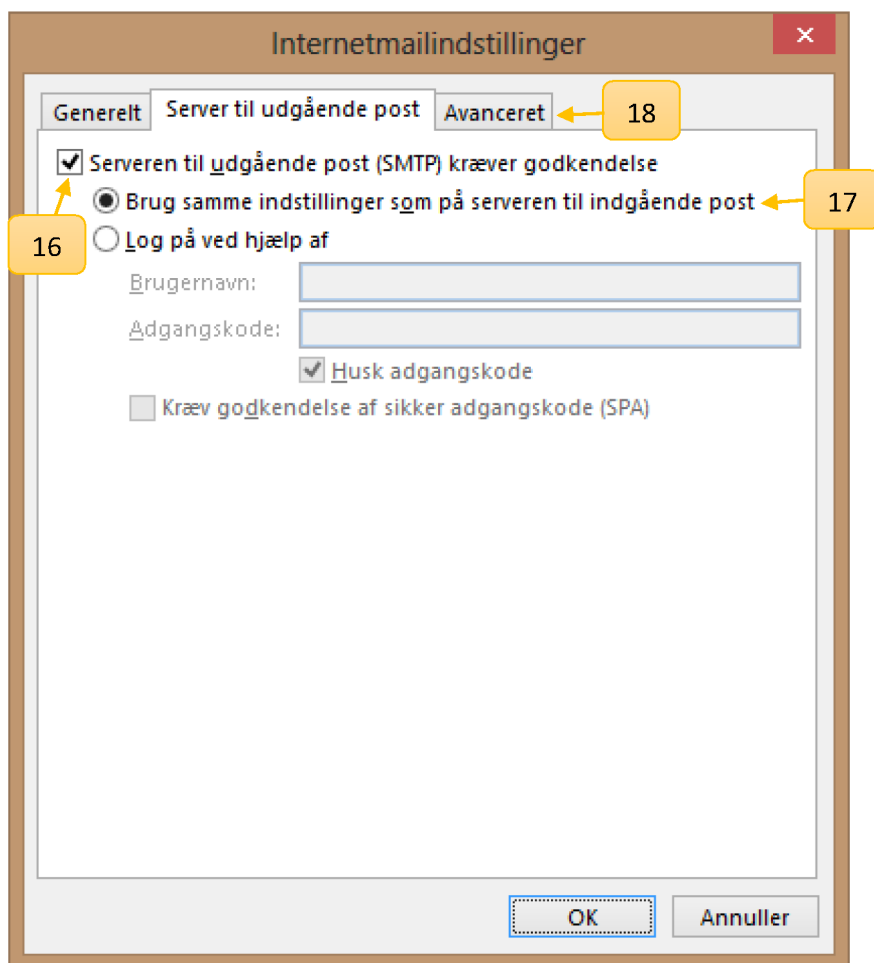 Internetmailindstillinger
Generelt Server til udgående post Avanceret 18
Serveren til udgående post (SMTP) kræver godkendelse
Brug samme indstillinger som på serveren til indgående post 17
16 Log på ved hjælp af
Brugernavn:
Adgangskode:
Husk adgangskode
Kræv godkendelse af sikker adgangskode (SPA)
OK Annuller